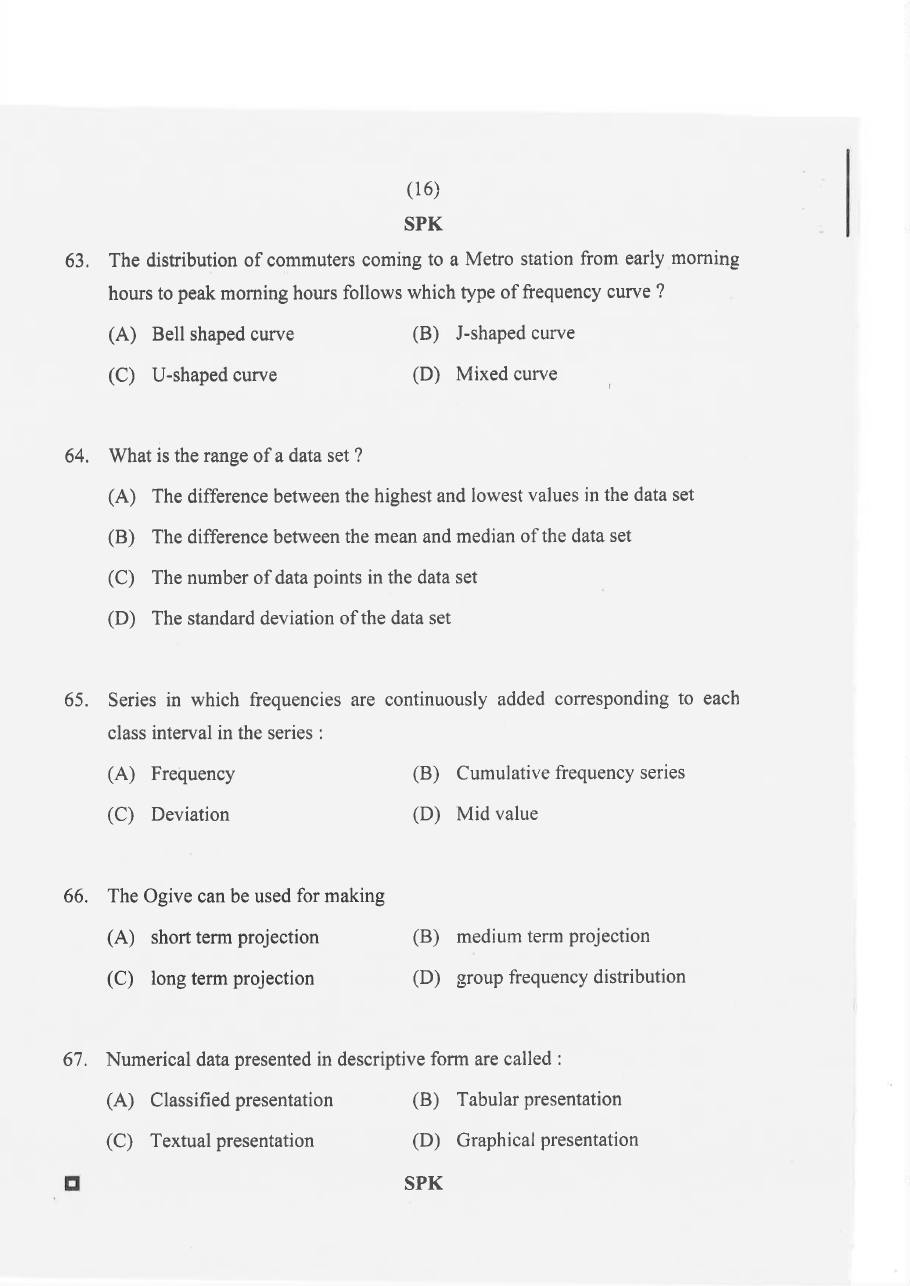 (16)
SPK
63. The distribution of commuters coming to a Metro station from early morning
hours to peak morning hours follows which type of frequency curve ?
(A) Bell shaped curve (B) J-shaped curve
(C) U-shaped curve (D) Mixed curve
64. What is the range of a data set ?
(A) The difference between the highest and lowest values in the data set
(B) The difference between the mean and median of the data set
(C) The number of data points in the data set
(D) The standard deviation of the data set
65. Series in which frequencies are continuously added corresponding to each
class interval in the series :
(A) Frequency (B) Cumulative frequency series
(C) Deviation (D) Mid value
66. The Ogive can be used for making
(A) short term projection (B) medium term projection
(C) long term projection (D) group frequency distribution
67. Numerical data presented in descriptive form are called :
(A) Classified presentation (B) Tabular presentation
(C) Textual presentation (D) Graphical presentation
SPK